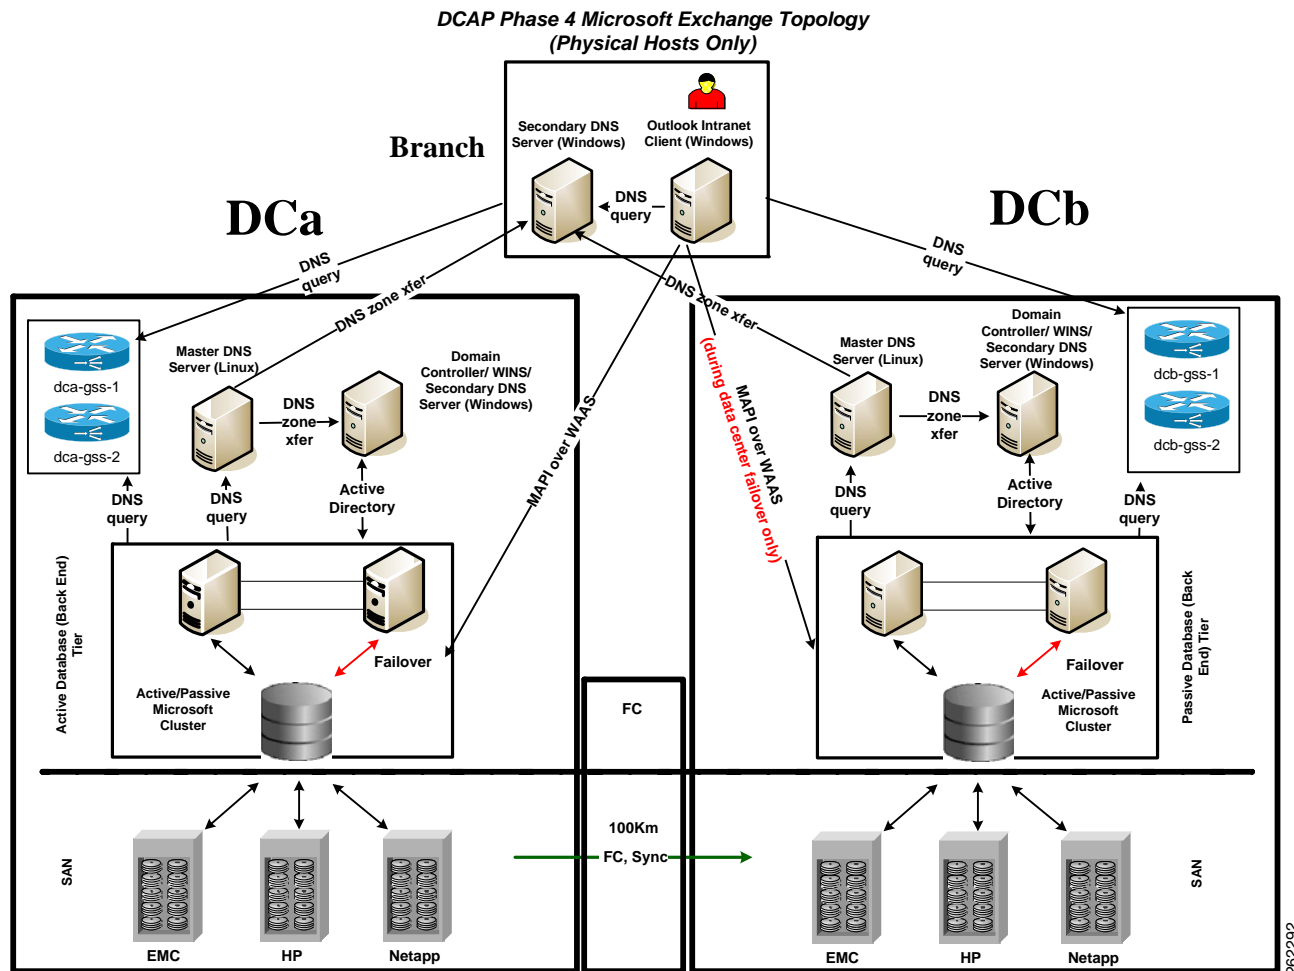 DCAP Phase 4 Microsoft Exchange Topology
(Physical Hosts Only)
Branch
Secondary DNS
Server (Windows)
Outlook Intranet
Client (Windows)
DNS
query
DCa
DCb
DNS
query
DNS zone xfer
DNS zone xfer
DNS
query
dca-gss-1
dca-gss-2
Master DNS
Server (Linux)
DNS
zone
xfer
Domain
Controller/ WINS/
Secondary DNS
Server (Windows)
MAPI over WAAS
MAPI over WAAS
(during data center failover only)
Master DNS
Server (Linux)
DNS
zone
xfer
Domain
Controller/ WINS/
Secondary DNS
Server (Windows)
dcb-gss-1
dcb-gss-2
DNS
query
DNS
query
Active
Directory
DNS
query
Active
Directory
DNS
query
Active Database (Back End)
Tier
Failover
Active/Passive
Microsoft
Cluster
FC
Failover
Active/Passive
Microsoft
Cluster
Passive Database (Back
End) Tier
SAN
EMC
HP
Netapp
100Km
FC, Sync
EMC
HP
Netapp
SAN
262292